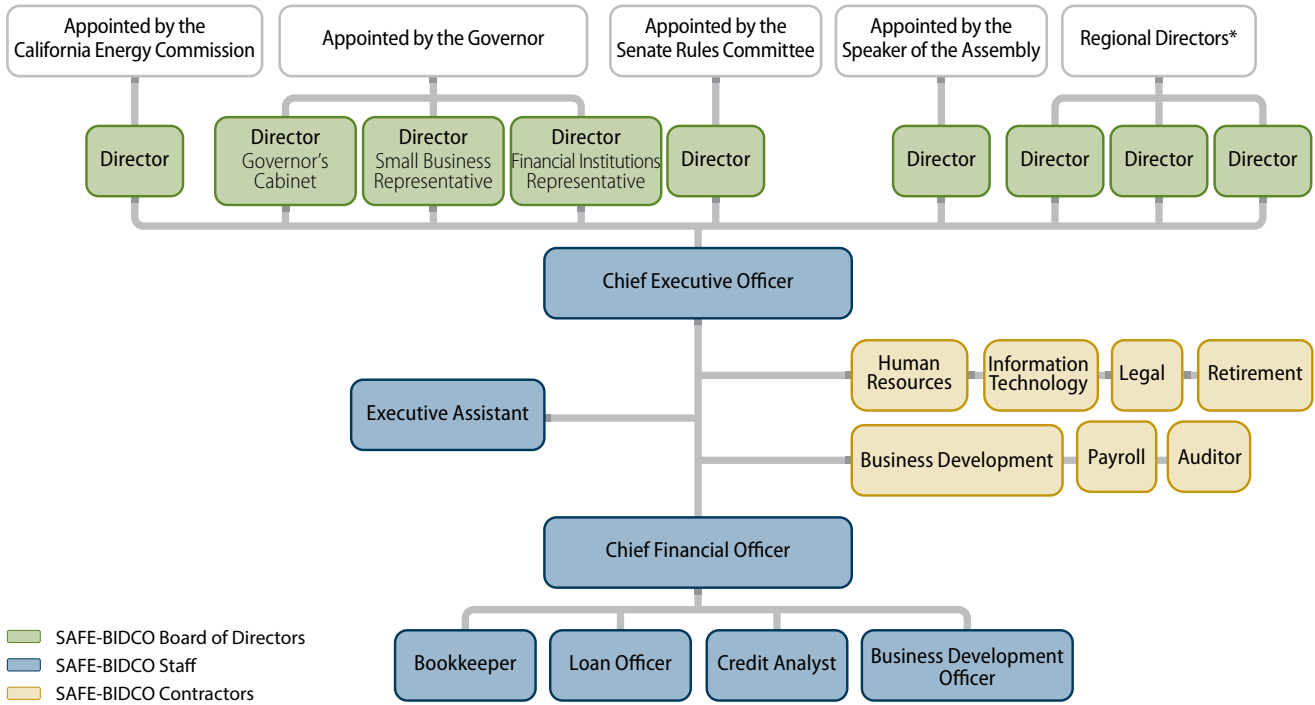 Appointed by the
California Energy Commission
Appointed by the Governor
Appointed by the
Senate Rules Committee
Appointed by the
Speaker of the Assembly
Regional Directors*
Director
Director
Governor's
Cabinet
Director
Small Business
Representative
Director
Financial Institutions
Representative
Director
Director
Director
Director
Director
Chief Executive Officer
Human
Resources
Information
Technology
Legal
Retirement
Executive Assistant
Business Development
Payroll
Auditor
Chief Financial Officer
Bookkeeper
Loan Officer
Credit Analyst
Business Development
Officer
SAFE-BIDCO Board of Directors
SAFE-BIDCO Staff
SAFE-BIDCO Contractors